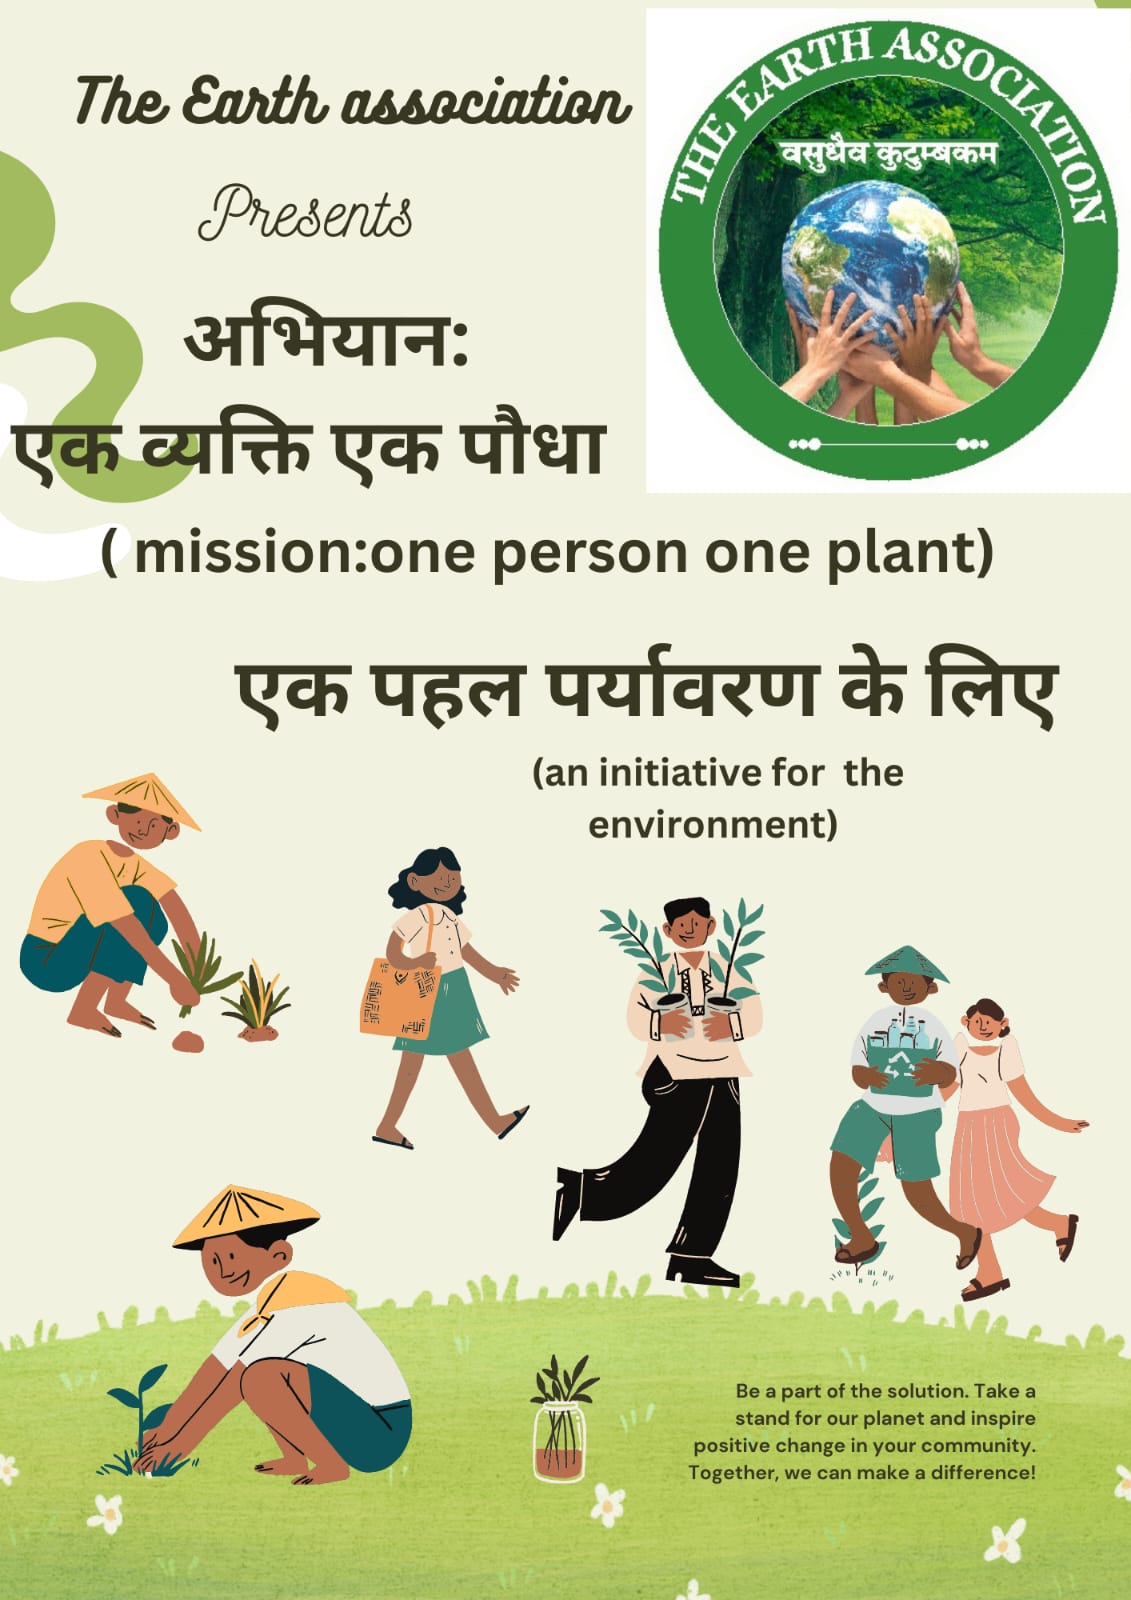 The Earth association
Presents
THE EARTH ASSOCIATION
वसुधैव कुटुम्बकम
अभियान:
एक व्यक्ति एक पौधा
( mission:one person one plant)
एक पहल पर्यावरण के लिए
(an initiative for the
environment)
Be a part of the solution. Take a
stand for our planet and inspire
positive change in your community.
Together, we can make a difference!